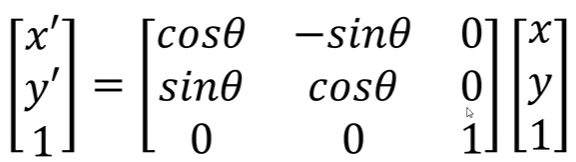 [x′] [cosθ −sinθ 0] [x]
[y′] = [sinθ cosθ 0] [y]
[1] [0 0 1] [1]